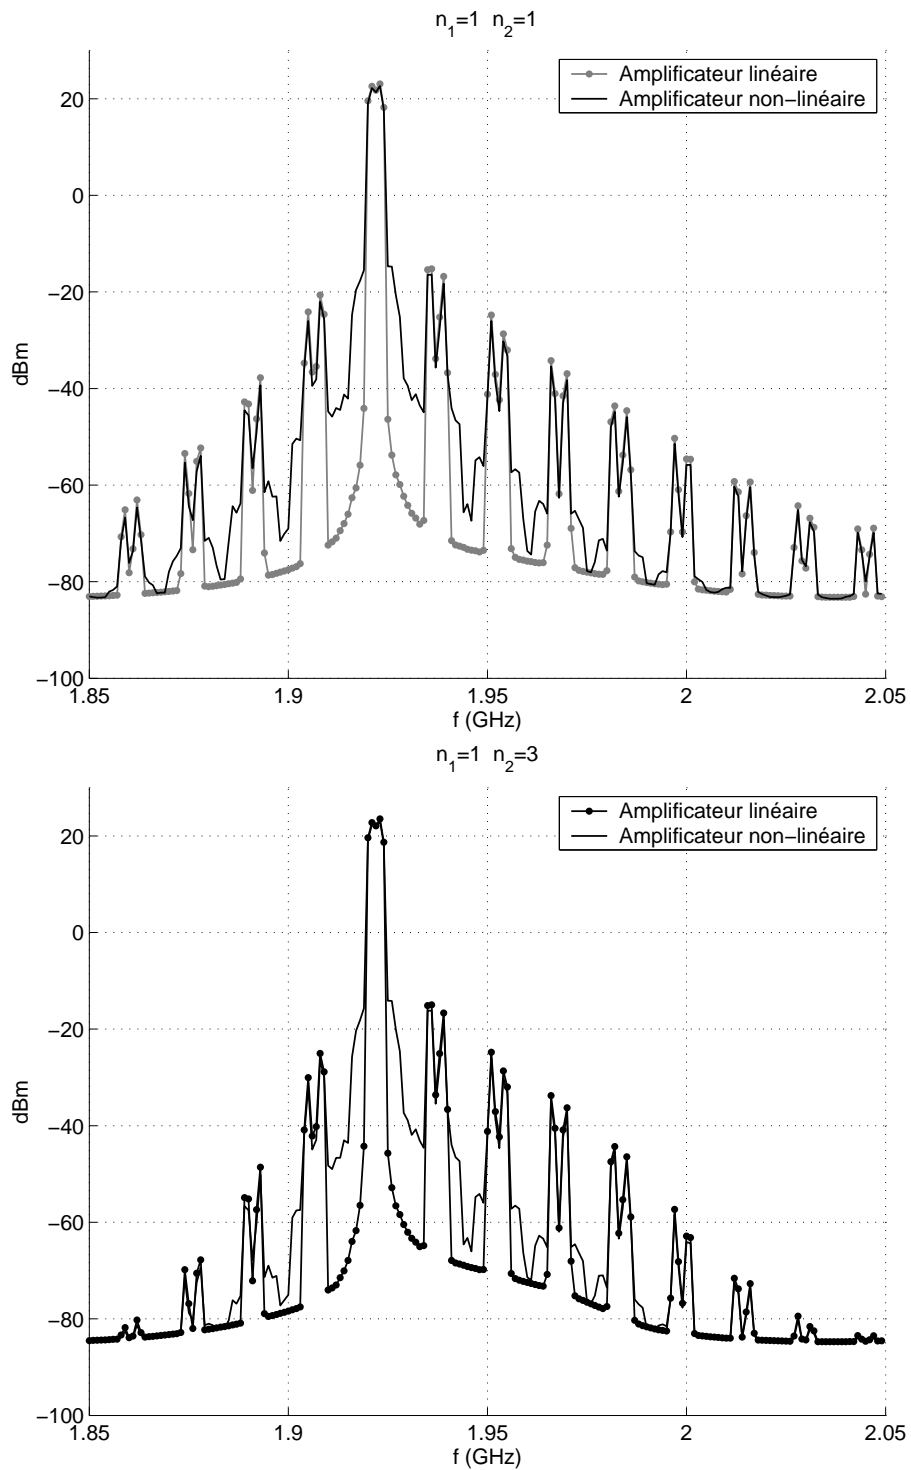 n₁=1 n₂=1
Amplificateur linéaire
Amplificateur non−linéaire
20
0
−20
−40
−60
−80
−100
dBm
1.85 1.9 1.95 2 2.05
f (GHz)
n₁=1 n₂=3
Amplificateur linéaire
Amplificateur non−linéaire
20
0
−20
−40
−60
−80
−100
dBm
1.85 1.9 1.95 2 2.05
f (GHz)